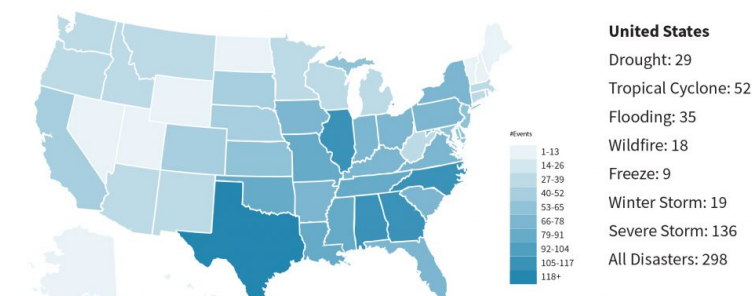 United States
Drought: 29
Tropical Cyclone: 52
Flooding: 35
Wildfire: 18
Freeze: 9
Winter Storm: 19
Severe Storm: 136
All Disasters: 298
#Events
1-13
14-26
27-39
40-52
53-65
66-78
79-91
92-104
105-117
118+